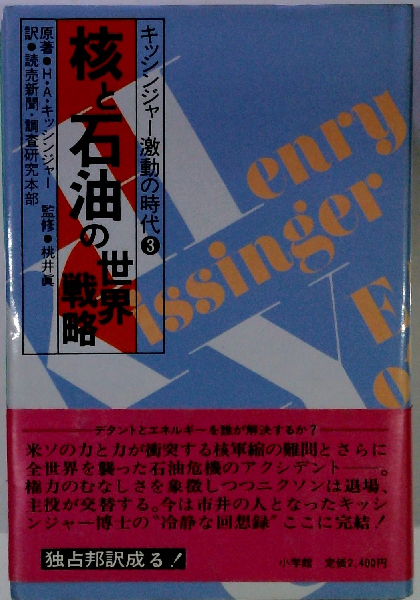 キッシンジャー激動の時代❸
核と石油の世界戦略
原著●H・A・キッシンジャー 監修●桃井眞
訳●読売新聞・調査研究本部
Henry
Kissinger
デタントとエネルギーを誰が解決するか?
米ソの力と力が衝突する核軍縮の難問とさらに
全世界を襲った石油危機のアクシデント――。
権力のむなしさを象徴しつつニクソンは退場、
主役が交替する。今は市井の人となったキッシ
ンジャー博士の“冷静な回想録”ここに完結!
独占邦訳成る!
小学館 定価2,400円